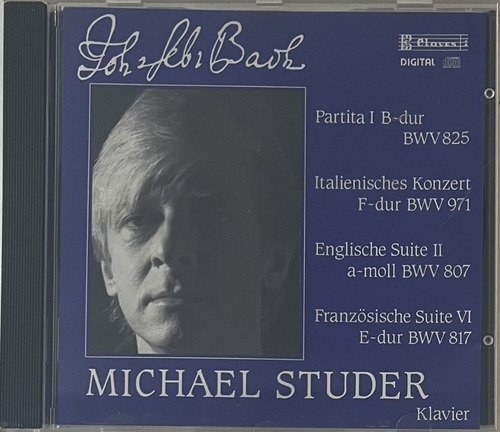 Joh. Seb. Bach
Claves
DIGITAL
Partita I B-dur
BWV 825
Italienisches Konzert
F-dur BWV 971
Englische Suite II
a-moll BWV 807
Französische Suite VI
E-dur BWV 817
MICHAEL STUDER
Klavier